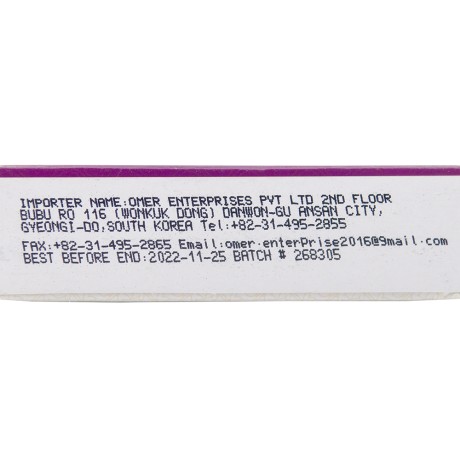 IMPORTER NAME:OMER ENTERPRISES PVT LTD 2ND FLOOR
BUBU RO 116 (WONKUK DONG) DANWON-GU ANSAN CITY,
GYEONGI-DO,SOUTH KOREA Tel:+82-31-495-2855
FAX:+82-31-495-2865 Email:omer.enterPrise2016@9mail.com
BEST BEFORE END:2022-11-25 BATCH # 268305